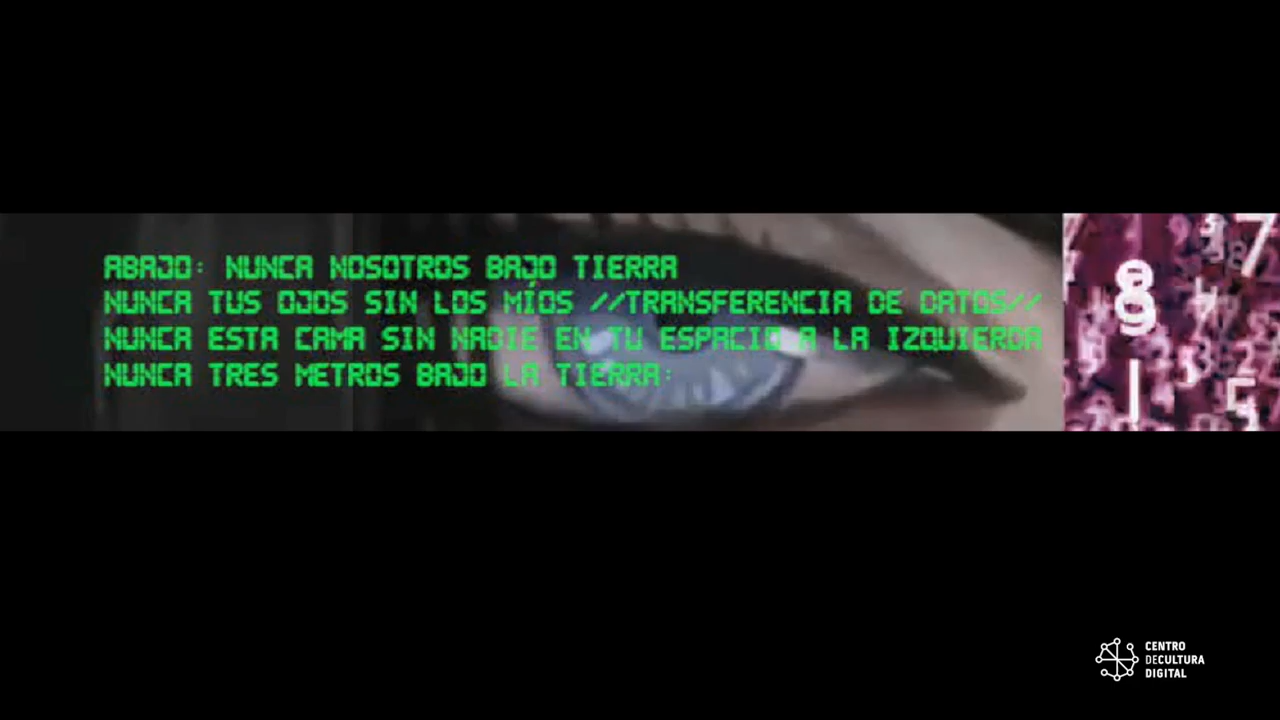 ABAJO: NUNCA NOSOTROS BAJO TIERRA
NUNCA TUS OJOS SIN LOS MÍOS //TRANSFERENCIA DE DATOS//
NUNCA ESTA CAMA SIN NADIE EN TU ESPACIO A LA IZQUIERDA
NUNCA TRES METROS BAJO LA TIERRA:
CENTRO
DECULTURA
DIGITAL